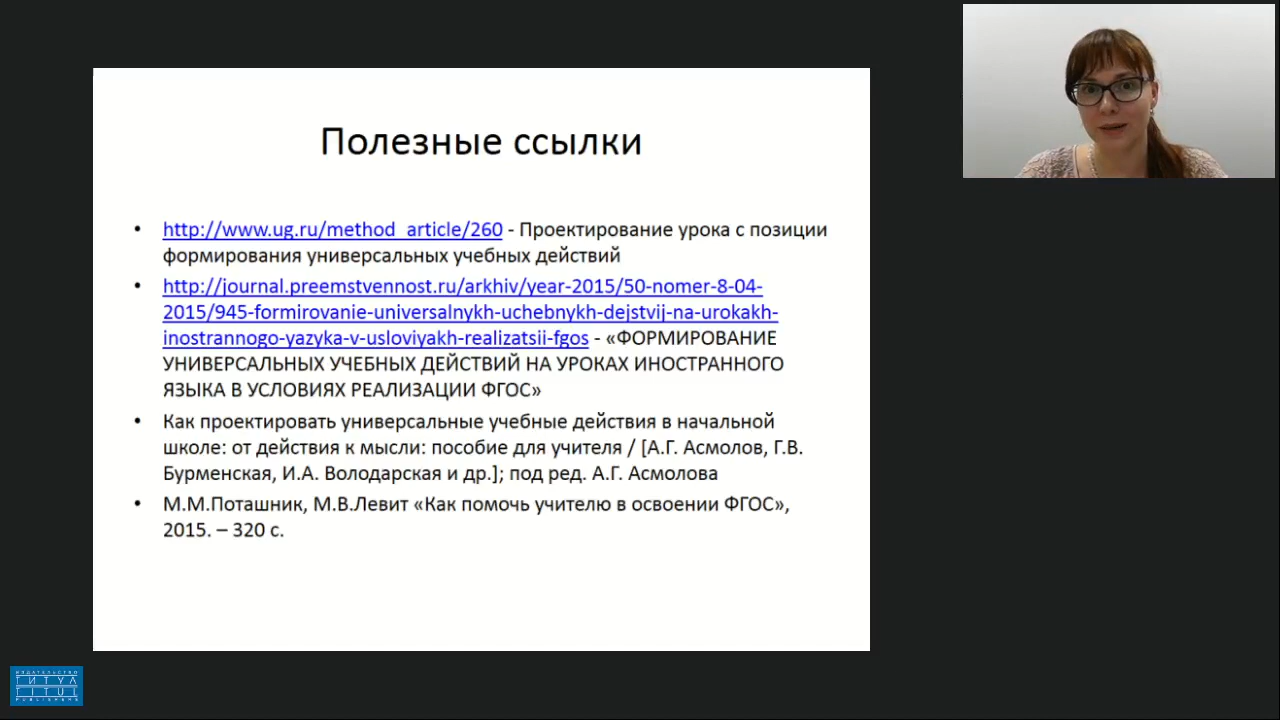 Полезные ссылки
• http://www.ug.ru/method_article/260 - Проектирование урока с позиции
формирования универсальных учебных действий
• http://journal.preemstvennost.ru/arkhiv/year-2015/50-nomer-8-04-
2015/945-formirovanie-universalnykh-uchebnykh-dejstvij-na-urokakh-
inostrannogo-yazyka-v-usloviyakh-realizatsii-fgos - «ФОРМИРОВАНИЕ
УНИВЕРСАЛЬНЫХ УЧЕБНЫХ ДЕЙСТВИЙ НА УРОКАХ ИНОСТРАННОГО
ЯЗЫКА В УСЛОВИЯХ РЕАЛИЗАЦИИ ФГОС»
• Как проектировать универсальные учебные действия в начальной
школе: от действия к мысли: пособие для учителя / [А.Г. Асмолов, Г.В.
Бурменская, И.А. Володарская и др.]; под ред. А.Г. Асмолова
• М.М.Поташник, М.В.Левит «Как помочь учителю в освоении ФГОС»,
2015. – 320 с.
ИЗДАТЕЛЬСТВО
ТИТУЛ
TITUL
PUBLISHERS